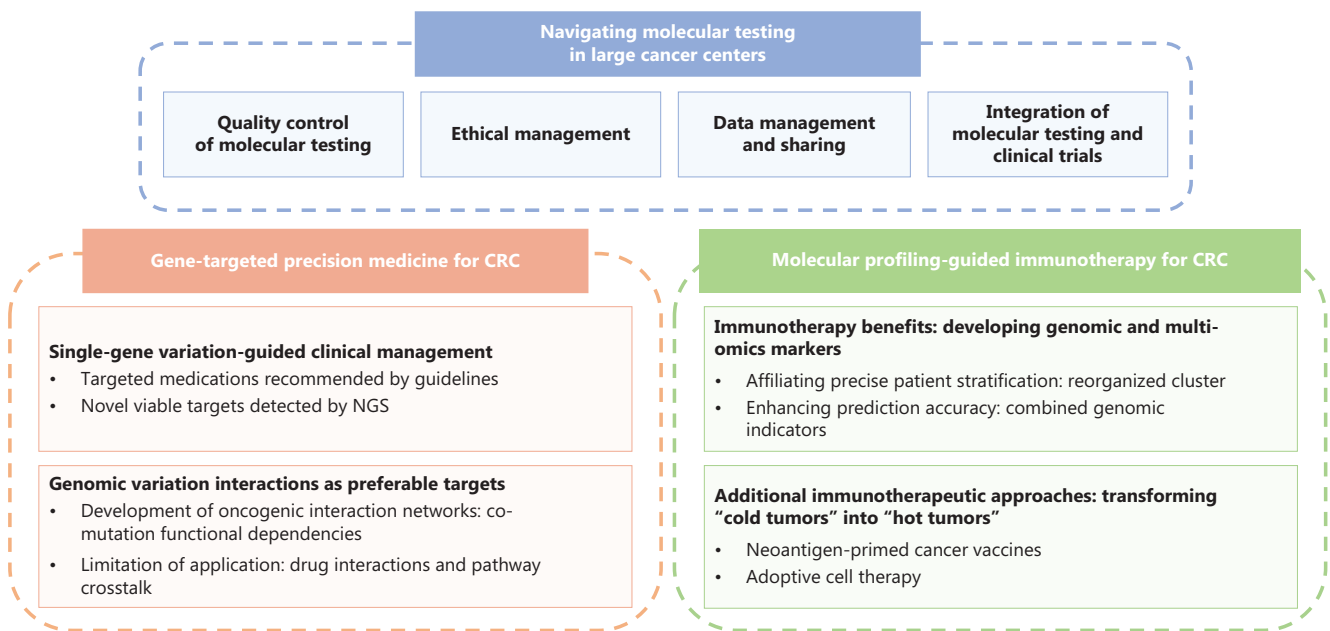 Navigating molecular testing
in large cancer centers
Quality control
of molecular testing
Ethical management
Data management
and sharing
Integration of
molecular testing and
clinical trials
Gene-targeted precision medicine for CRC
Single-gene variation-guided clinical management
• Targeted medications recommended by guidelines
• Novel viable targets detected by NGS
Genomic variation interactions as preferable targets
• Development of oncogenic interaction networks: co-
mutation functional dependencies
• Limitation of application: drug interactions and pathway
crosstalk
Molecular profiling-guided immunotherapy for CRC
Immunotherapy benefits: developing genomic and multi-
omics markers
• Affiliating precise patient stratification: reorganized cluster
• Enhancing prediction accuracy: combined genomic
indicators
Additional immunotherapeutic approaches: transforming
“cold tumors” into “hot tumors”
• Neoantigen-primed cancer vaccines
• Adoptive cell therapy